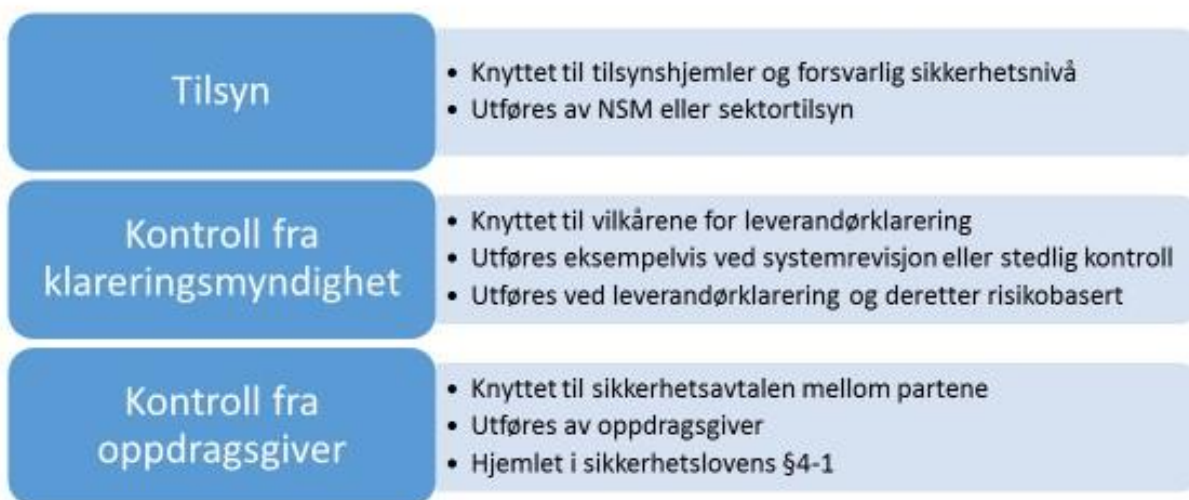 Tilsyn
• Knyttet til tilsynshjemler og forsvarlig sikkerhetsnivå
• Utføres av NSM eller sektortilsyn
Kontroll fra
klareringsmyndighet
• Knyttet til vilkårene for leverandørklarering
• Utføres eksempelvis ved systemrevisjon eller stedlig kontroll
• Utføres ved leverandørklarering og deretter risikobasert
Kontroll fra
oppdragsgiver
• Knyttet til sikkerhetsavtalen mellom partene
• Utføres av oppdragsgiver
• Hjemlet i sikkerhetslovens §4-1